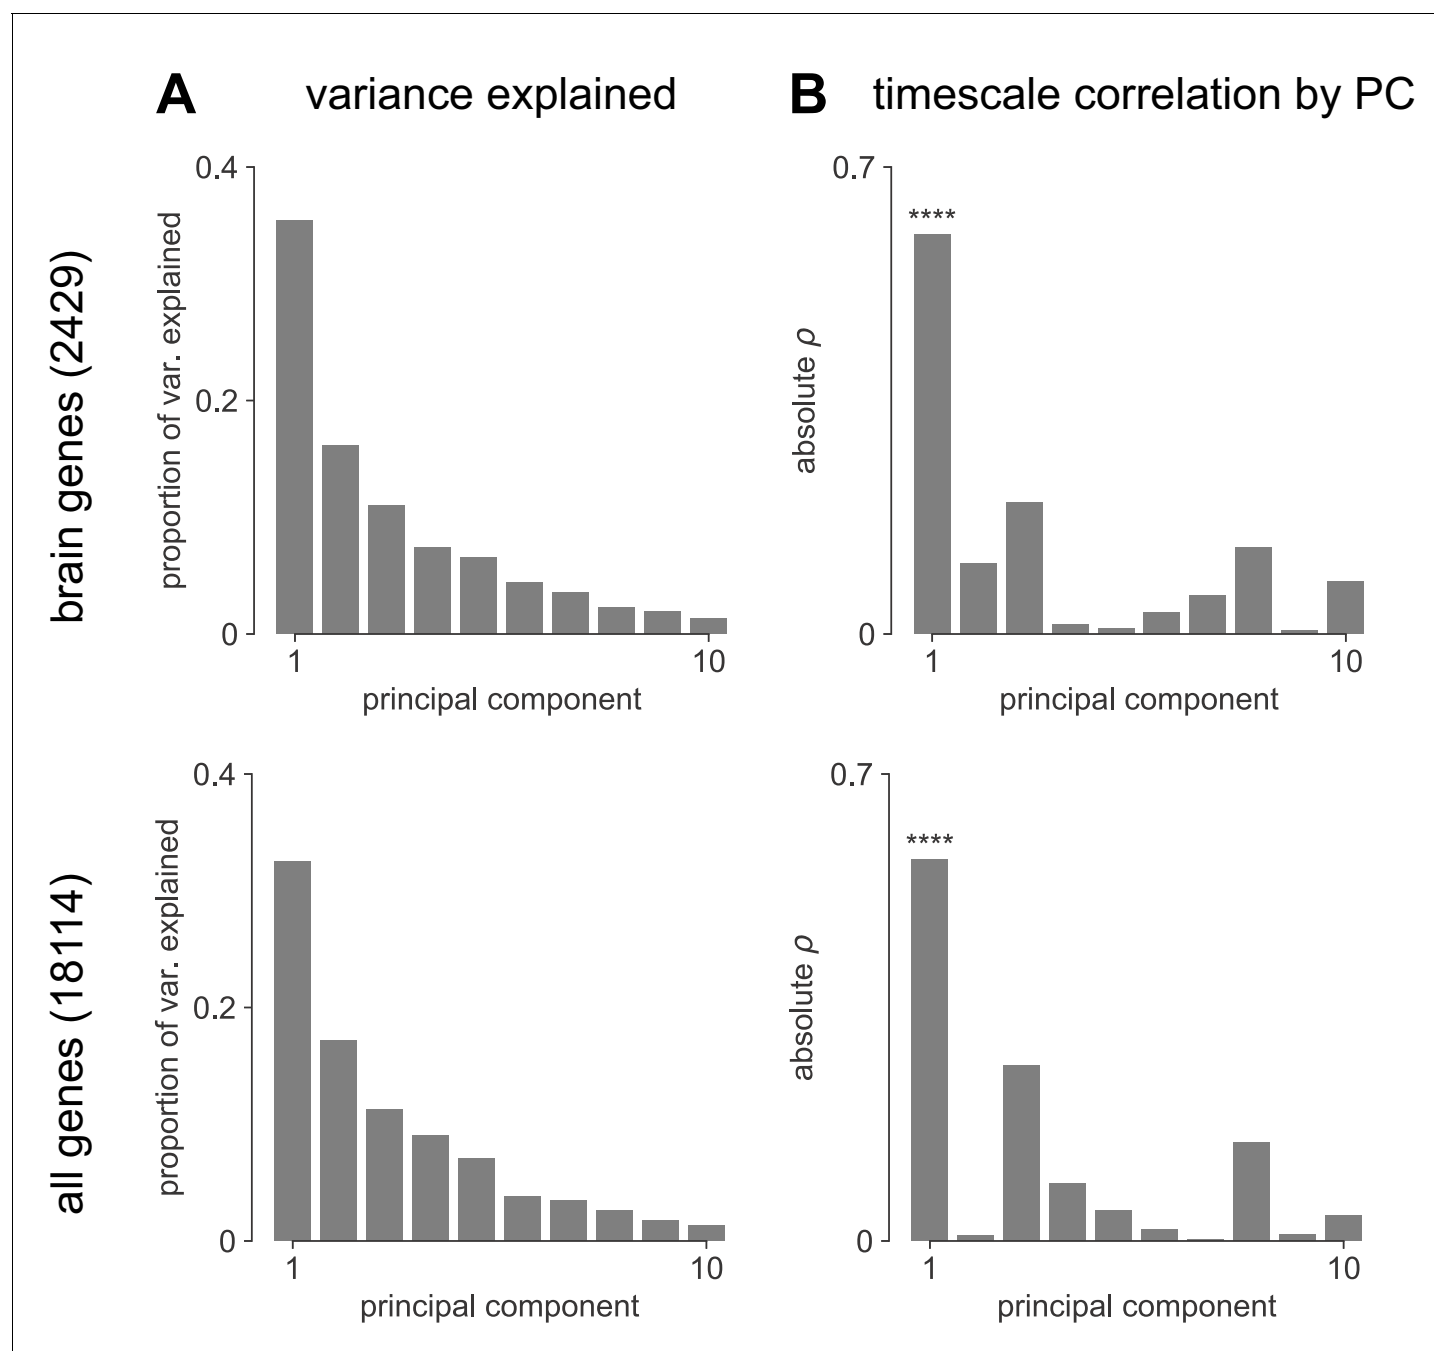 A variance explained
B timescale correlation by PC
brain genes (2429)
proportion of var. explained
0.4
0.2
0
1
10
principal component
absolute ρ
0.7
****
0
1
10
principal component
all genes (18114)
proportion of var. explained
0.4
0.2
0
1
10
principal component
absolute ρ
0.7
****
0
1
10
principal component